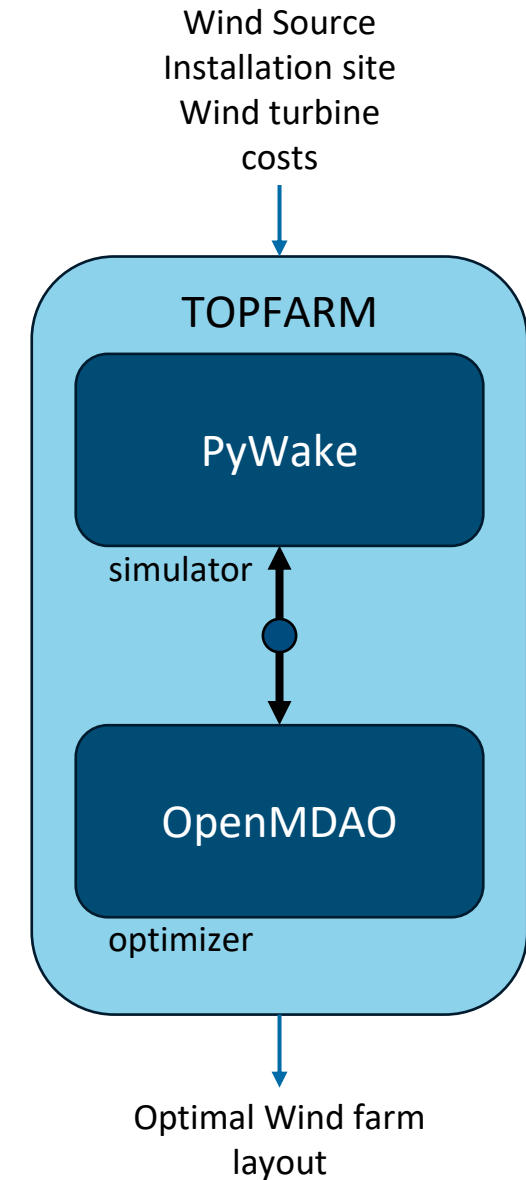 Wind Source
Installation site
Wind turbine
costs
TOPFARM
PyWake
simulator
OpenMDAO
optimizer
Optimal Wind farm
layout